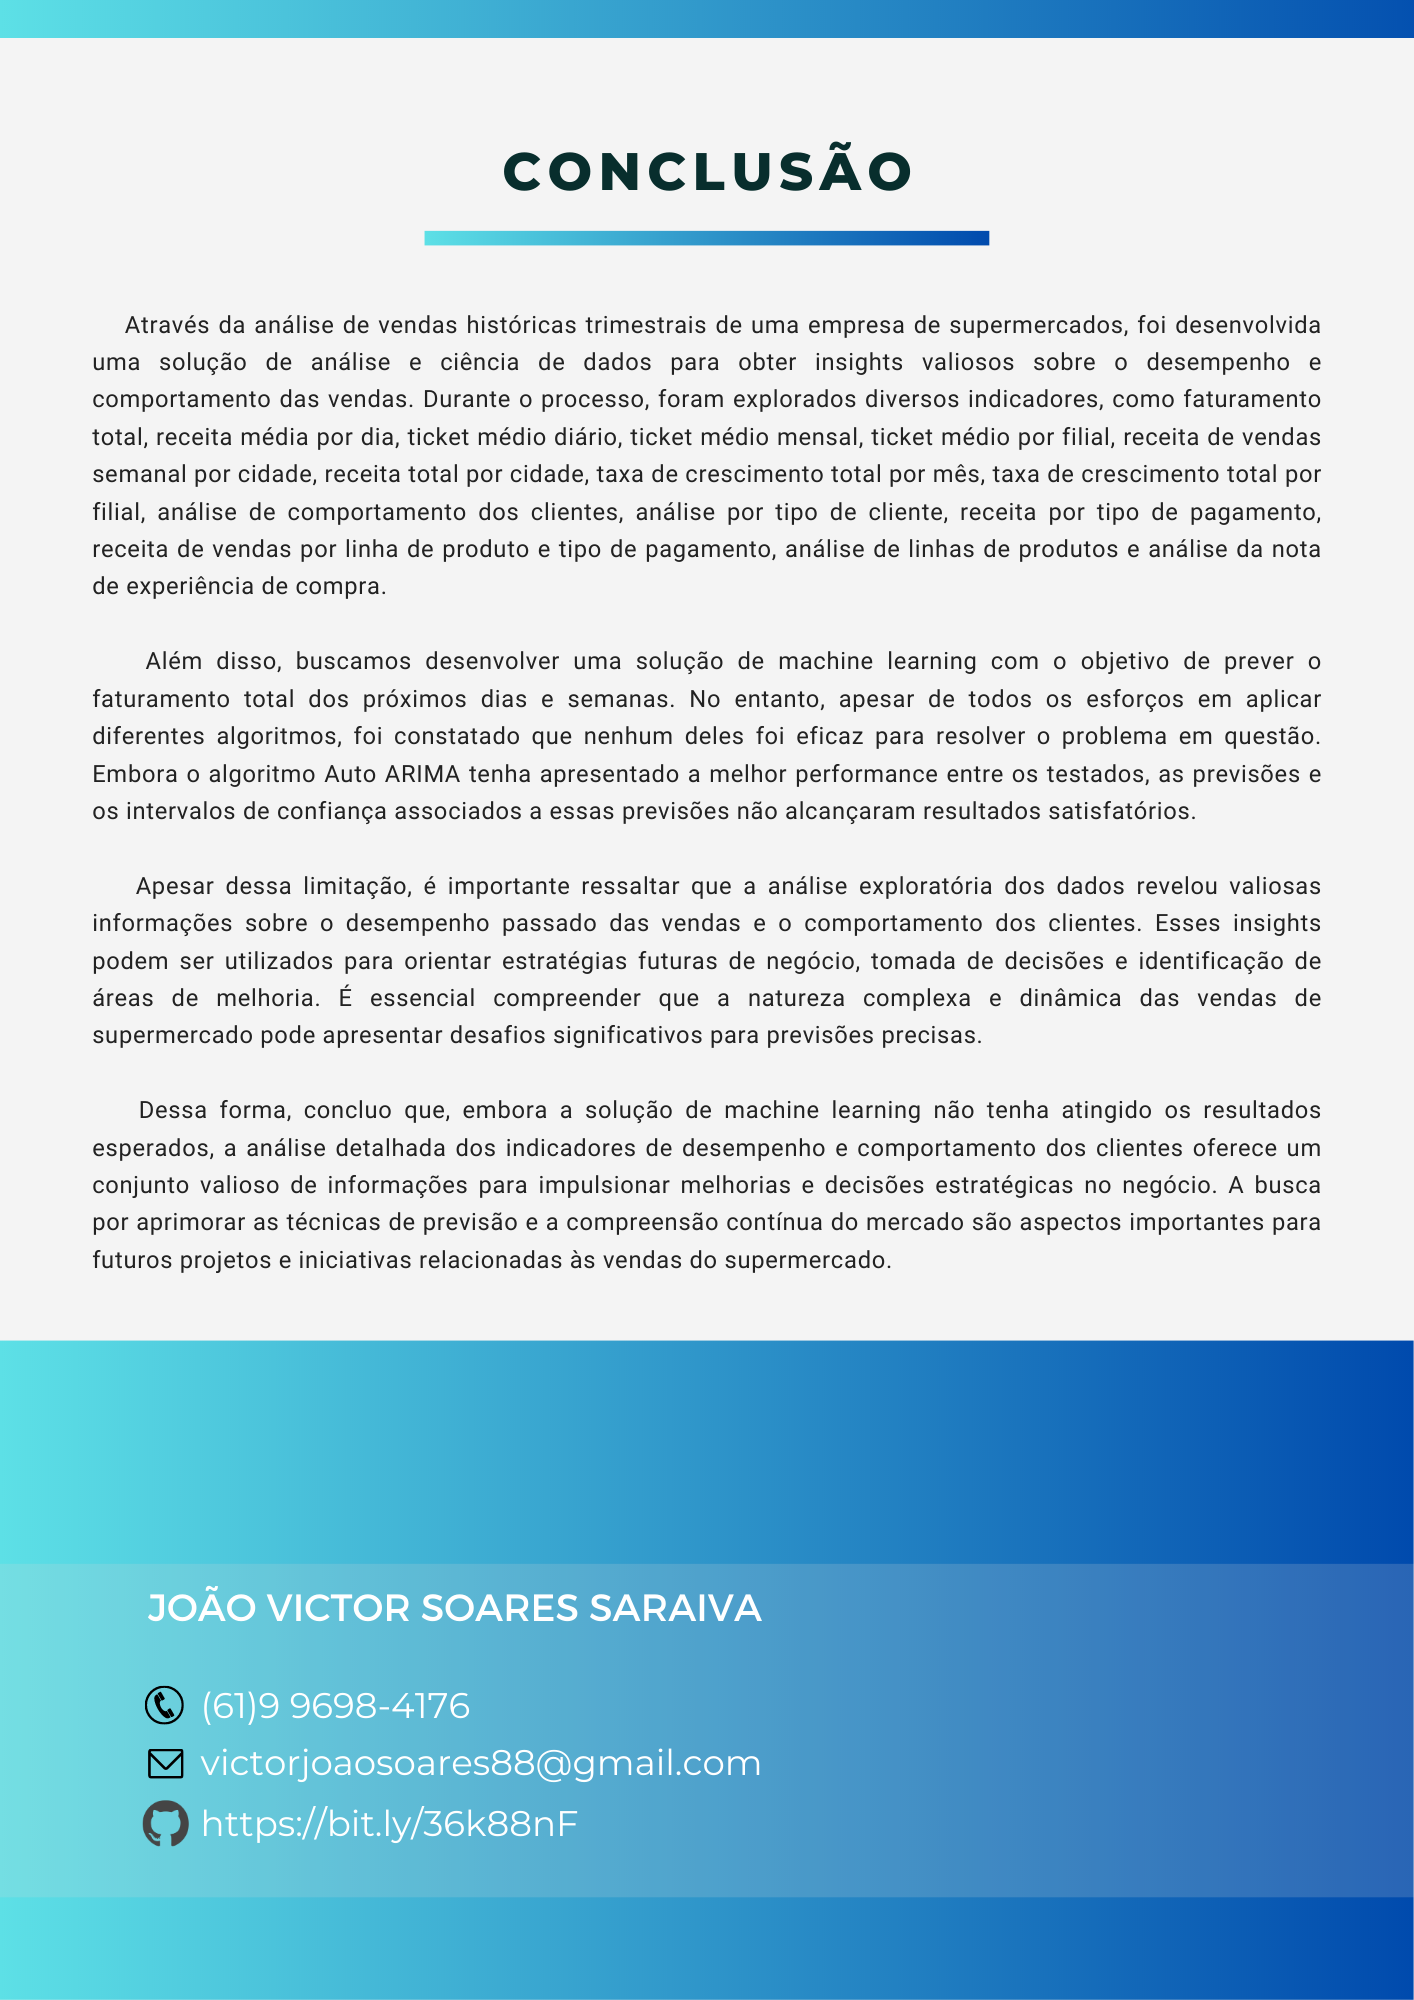 CONCLUSÃO
Através da análise de vendas históricas trimestrais de uma empresa de supermercados, foi desenvolvida
uma solução de análise e ciência de dados para obter insights valiosos sobre o desempenho e
comportamento das vendas. Durante o processo, foram explorados diversos indicadores, como faturamento
total, receita média por dia, ticket médio diário, ticket médio mensal, ticket médio por filial, receita de vendas
semanal por cidade, receita total por cidade, taxa de crescimento total por mês, taxa de crescimento total por
filial, análise de comportamento dos clientes, análise por tipo de cliente, receita por tipo de pagamento,
receita de vendas por linha de produto e tipo de pagamento, análise de linhas de produtos e análise da nota
de experiência de compra.
Além disso, buscamos desenvolver uma solução de machine learning com o objetivo de prever o
faturamento total dos próximos dias e semanas. No entanto, apesar de todos os esforços em aplicar
diferentes algoritmos, foi constatado que nenhum deles foi eficaz para resolver o problema em questão.
Embora o algoritmo Auto ARIMA tenha apresentado a melhor performance entre os testados, as previsões e
os intervalos de confiança associados a essas previsões não alcançaram resultados satisfatórios.
Apesar dessa limitação, é importante ressaltar que a análise exploratória dos dados revelou valiosas
informações sobre o desempenho passado das vendas e o comportamento dos clientes. Esses insights
podem ser utilizados para orientar estratégias futuras de negócio, tomada de decisões e identificação de
áreas de melhoria. É essencial compreender que a natureza complexa e dinâmica das vendas de
supermercado pode apresentar desafios significativos para previsões precisas.
Dessa forma, concluo que, embora a solução de machine learning não tenha atingido os resultados
esperados, a análise detalhada dos indicadores de desempenho e comportamento dos clientes oferece um
conjunto valioso de informações para impulsionar melhorias e decisões estratégicas no negócio. A busca
por aprimorar as técnicas de previsão e a compreensão contínua do mercado são aspectos importantes para
futuros projetos e iniciativas relacionadas às vendas do supermercado.
JOÃO VICTOR SOARES SARAIVA
(61)9 9698-4176
victorjoaosoares88@gmail.com
https://bit.ly/36k88nF